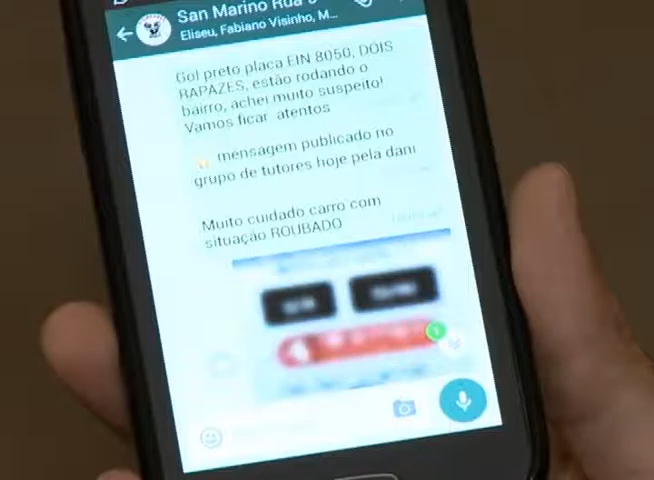 San Marino Rua
Eliseu, Fabiano Visinho, M...
Gol preto placa EIN 8050, DOIS
RAPAZES, estão rodando o
bairro, achei muito suspeito!
Vamos ficar atentos
mensagem publicado no
grupo de tutores hoje pela dani
Muito cuidado carro com
situação ROUBADO
1